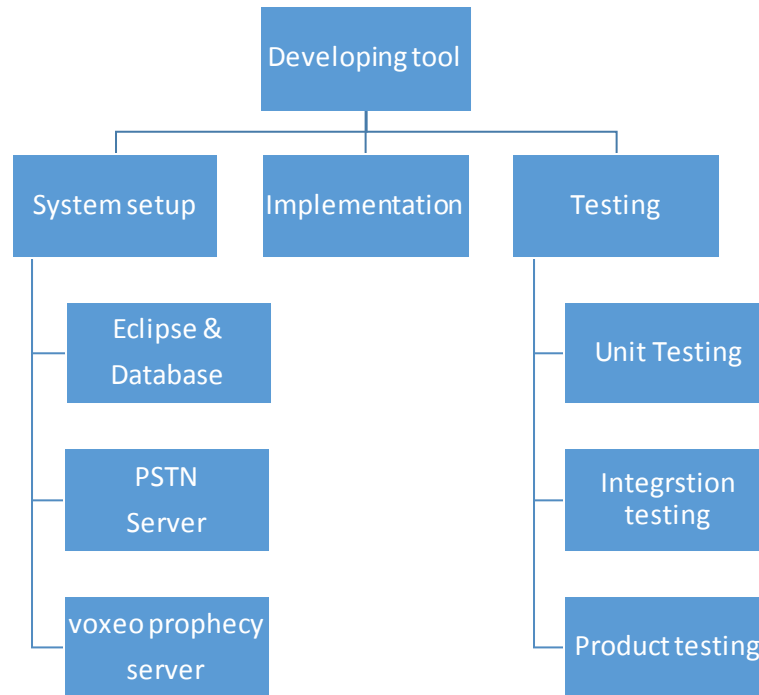 Developing tool
System setup
Implementation
Testing
Eclipse &
Database
Unit Testing
PSTN
Server
Integrstion
testing
voxeo prophecy
server
Product testing